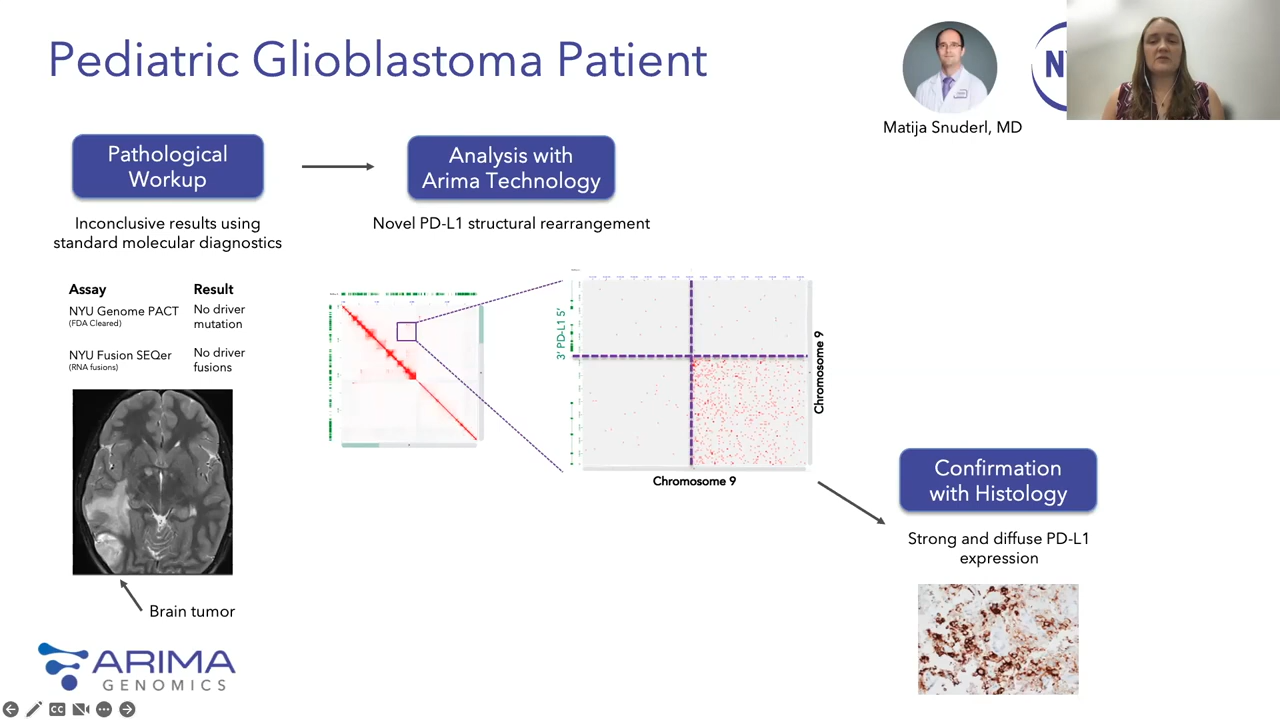 Pediatric Glioblastoma Patient
Matija Snuderl, MD
Pathological
Workup
Analysis with
Arima Technology
Inconclusive results using
standard molecular diagnostics
Novel PD-L1 structural rearrangement
Assay
Result
NYU Genome PACT
(FDA Cleared)
No driver
mutation
NYU Fusion SEQer
(RNA fusions)
No driver
fusions
3' PD-L1 5'
Chromosome 9
Chromosome 9
Confirmation
with Histology
Strong and diffuse PD-L1
expression
Brain tumor
ARIMA
GENOMICS
CC